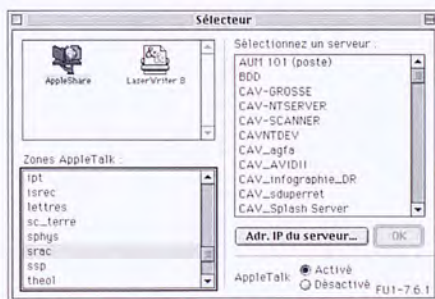 Sélecteur
AppleShare
LaserWriter 8
Zones AppleTalk :
ipt
isrec
lettres
sc_terre
sphys
srac
ssp
theol
Sélectionnez un serveur :
AUM 101 (poste)
BDD
CAV-GROSSE
CAV-NTSERVER
CAV-SCANNER
CAVNTDEV
CAV_agfa
CAV_AVIDII
CAV_infographie_DR
CAV_sduperret
CAV_Splash Server
Adr. IP du serveur...
OK
AppleTalk
Activé
Désactivé
FU1-7.6.1